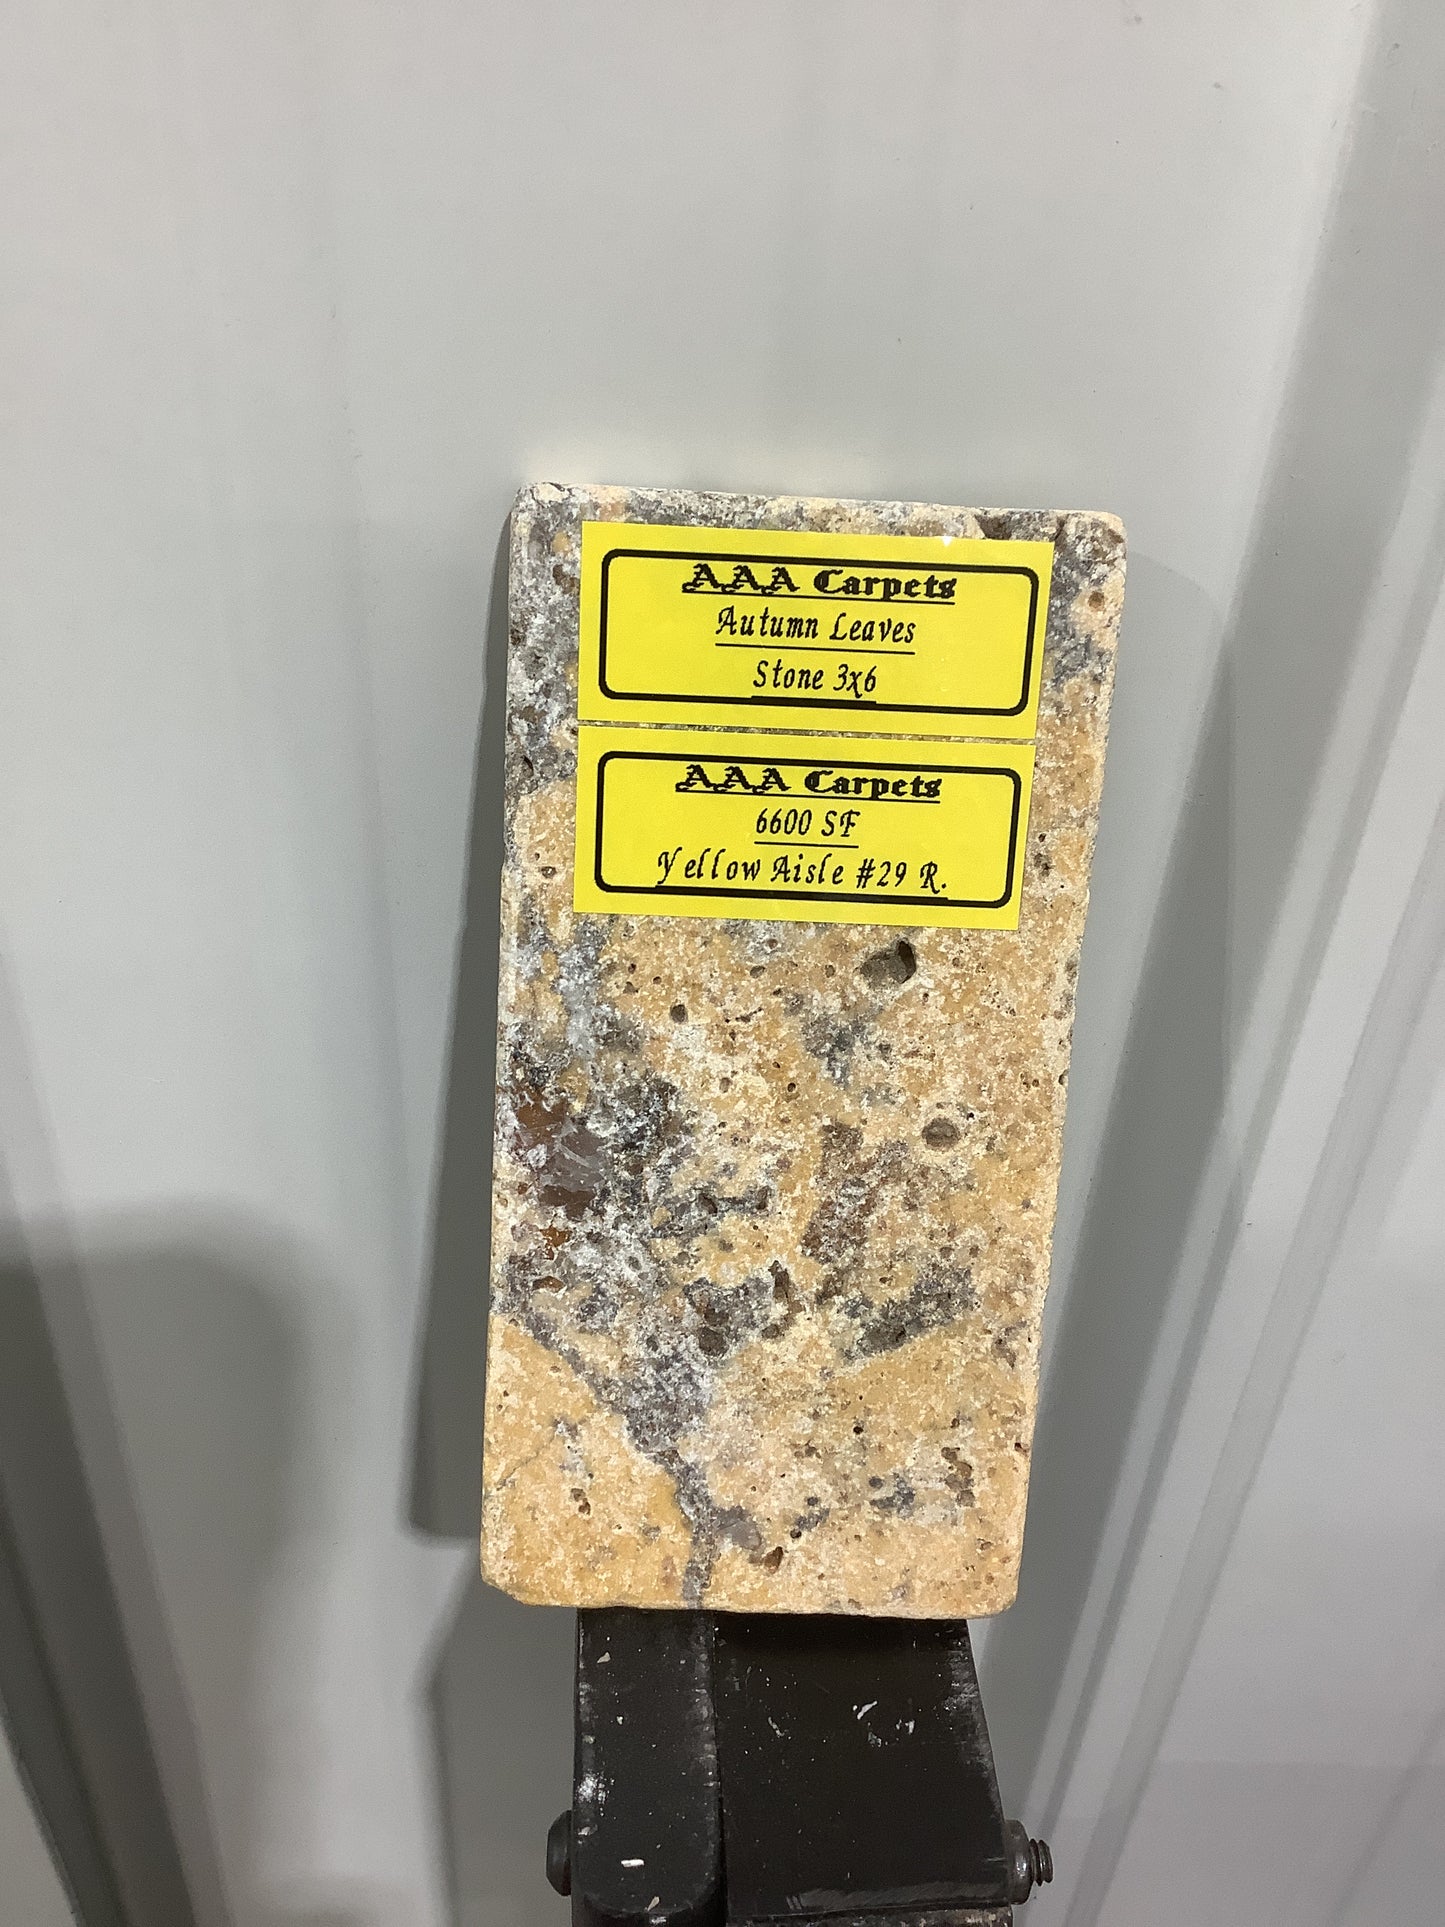 AAA Carpets
Autumn Leaves
Stone 3x6
AAA Carpets
6600 SF
Yellow Aisle #29 R.